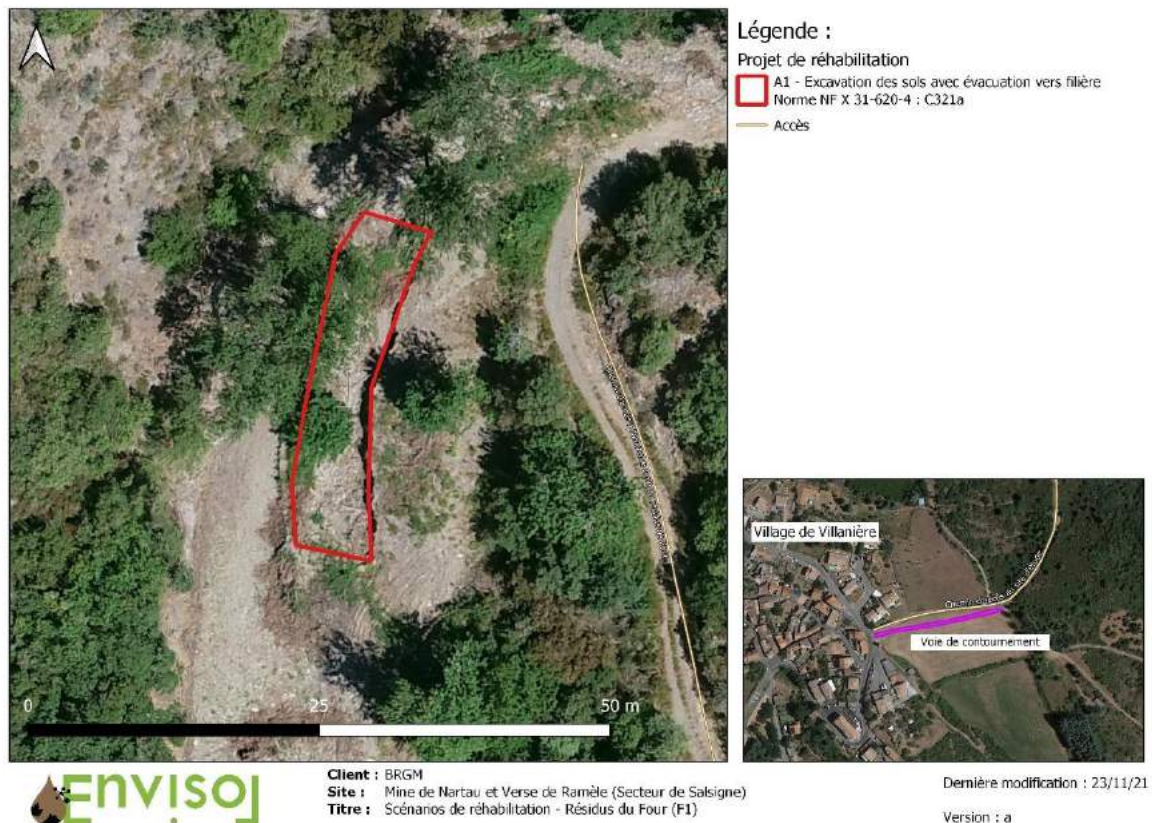 Légende :
Projet de réhabilitation
A1 - Excavation des sols avec évacuation vers filière
Norme NF X 31-620-4 : C321a
Accès
0 25 50 m
Village de Villanière
Voie de contournement
Envisol
Client : BRGM
Site : Mine de Nartau et Verse de Ramèle (Secteur de Salsigne)
Titre : Scénarios de réhabilitation - Résidus du Four (F1)
Dernière modification : 23/11/21
Version : a